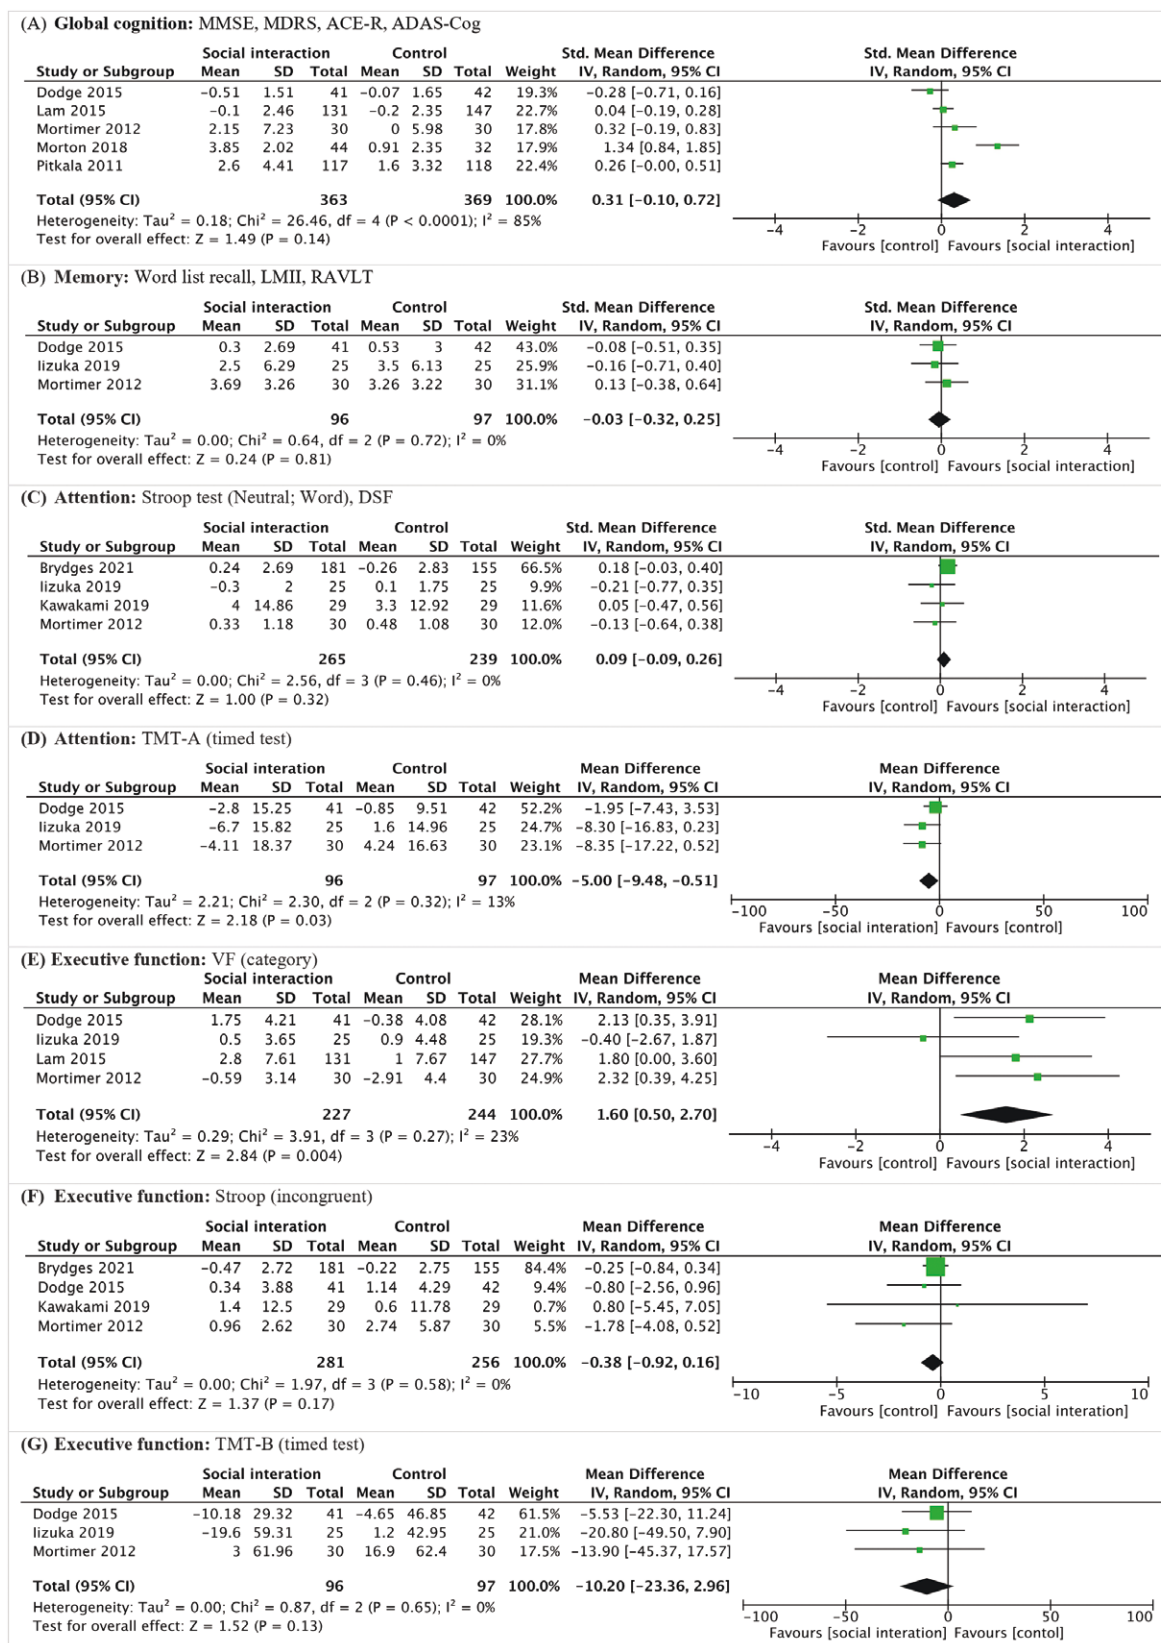 (A) Global cognition: MMSE, MDRS, ACE-R, ADAS-Cog
Social interaction Control Std. Mean Difference Std. Mean Difference
Study or Subgroup Mean SD Total Mean SD Total Weight IV, Random, 95% CI IV, Random, 95% CI
Dodge 2015 −0.51 1.51 41 −0.07 1.65 42 19.3% −0.28 [−0.71, 0.16]
Lam 2015 −0.1 2.46 131 −0.2 2.35 147 22.7% 0.04 [−0.19, 0.28]
Mortimer 2012 2.15 7.23 30 0 5.98 30 17.8% 0.32 [−0.19, 0.83]
Morton 2018 3.85 2.02 44 0.91 2.35 32 17.9% 1.34 [0.84, 1.85]
Pitkala 2011 2.6 4.41 117 1.6 3.32 118 22.4% 0.26 [−0.00, 0.51]
Total (95% CI) 363 369 100.0% 0.31 [−0.10, 0.72]
Heterogeneity: Tau² = 0.18; Chi² = 26.46, df = 4 (P < 0.0001); I² = 85%
Test for overall effect: Z = 1.49 (P = 0.14)
−4 −2 0 2 4
Favours [control] Favours [social interaction]
(B) Memory: Word list recall, LMII, RAVLT
Social interaction Control Std. Mean Difference Std. Mean Difference
Study or Subgroup Mean SD Total Mean SD Total Weight IV, Random, 95% CI IV, Random, 95% CI
Dodge 2015 0.3 2.69 41 0.53 3 42 43.0% −0.08 [−0.51, 0.35]
Iizuka 2019 2.5 6.29 25 3.5 6.13 25 25.9% −0.16 [−0.71, 0.40]
Mortimer 2012 3.69 3.26 30 3.26 3.22 30 31.1% 0.13 [−0.38, 0.64]
Total (95% CI) 96 97 100.0% −0.03 [−0.32, 0.25]
Heterogeneity: Tau² = 0.00; Chi² = 0.64, df = 2 (P = 0.72); I² = 0%
Test for overall effect: Z = 0.24 (P = 0.81)
−4 −2 0 2 4
Favours [control] Favours [social interaction]
(C) Attention: Stroop test (Neutral; Word), DSF
Social interaction Control Std. Mean Difference Std. Mean Difference
Study or Subgroup Mean SD Total Mean SD Total Weight IV, Random, 95% CI IV, Random, 95% CI
Brydges 2021 0.24 2.69 181 −0.26 2.83 155 66.5% 0.18 [−0.03, 0.40]
Iizuka 2019 −0.3 2 25 0.1 1.75 25 9.9% −0.21 [−0.77, 0.35]
Kawakami 2019 4 14.86 29 3.3 12.92 29 11.6% 0.05 [−0.47, 0.56]
Mortimer 2012 0.33 1.18 30 0.48 1.08 30 12.0% −0.13 [−0.64, 0.38]
Total (95% CI) 265 239 100.0% 0.09 [−0.09, 0.26]
Heterogeneity: Tau² = 0.00; Chi² = 2.56, df = 3 (P = 0.46); I² = 0%
Test for overall effect: Z = 1.00 (P = 0.32)
−4 −2 0 2 4
Favours [control] Favours [social interaction]
(D) Attention: TMT-A (timed test)
Social interation Control Mean Difference Mean Difference
Study or Subgroup Mean SD Total Mean SD Total Weight IV, Random, 95% CI IV, Random, 95% CI
Dodge 2015 −2.8 15.25 41 −0.85 9.51 42 52.2% −1.95 [−7.43, 3.53]
Iizuka 2019 −6.7 15.82 25 1.6 14.96 25 24.7% −8.30 [−16.83, 0.23]
Mortimer 2012 −4.11 18.37 30 4.24 16.63 30 23.1% −8.35 [−17.22, 0.52]
Total (95% CI) 96 97 100.0% −5.00 [−9.48, −0.51]
Heterogeneity: Tau² = 2.21; Chi² = 2.30, df = 2 (P = 0.32); I² = 13%
Test for overall effect: Z = 2.18 (P = 0.03)
−100 −50 0 50 100
Favours [social interation] Favours [control]
(E) Executive function: VF (category)
Social interaction Control Mean Difference Mean Difference
Study or Subgroup Mean SD Total Mean SD Total Weight IV, Random, 95% CI IV, Random, 95% CI
Dodge 2015 1.75 4.21 41 −0.38 4.08 42 28.1% 2.13 [0.35, 3.91]
Iizuka 2019 0.5 3.65 25 0.9 4.48 25 19.3% −0.40 [−2.67, 1.87]
Lam 2015 2.8 7.61 131 1 7.67 147 27.7% 1.80 [0.00, 3.60]
Mortimer 2012 −0.59 3.14 30 −2.91 4.4 30 24.9% 2.32 [0.39, 4.25]
Total (95% CI) 227 244 100.0% 1.60 [0.50, 2.70]
Heterogeneity: Tau² = 0.29; Chi² = 3.91, df = 3 (P = 0.27); I² = 23%
Test for overall effect: Z = 2.84 (P = 0.004)
−4 −2 0 2 4
Favours [control] Favours [social interaction]
(F) Executive function: Stroop (incongruent)
Social interation Control Mean Difference Mean Difference
Study or Subgroup Mean SD Total Mean SD Total Weight IV, Random, 95% CI IV, Random, 95% CI
Brydges 2021 −0.47 2.72 181 −0.22 2.75 155 84.4% −0.25 [−0.84, 0.34]
Dodge 2015 0.34 3.88 41 1.14 4.29 42 9.4% −0.80 [−2.56, 0.96]
Kawakami 2019 1.4 12.5 29 0.6 11.78 29 0.7% 0.80 [−5.45, 7.05]
Mortimer 2012 0.96 2.62 30 2.74 5.87 30 5.5% −1.78 [−4.08, 0.52]
Total (95% CI) 281 256 100.0% −0.38 [−0.92, 0.16]
Heterogeneity: Tau² = 0.00; Chi² = 1.97, df = 3 (P = 0.58); I² = 0%
Test for overall effect: Z = 1.37 (P = 0.17)
−10 −5 0 5 10
Favours [control] Favours [social interation]
(G) Executive function: TMT-B (timed test)
Social interation Control Mean Difference Mean Difference
Study or Subgroup Mean SD Total Mean SD Total Weight IV, Random, 95% CI IV, Random, 95% CI
Dodge 2015 −10.18 29.32 41 −4.65 46.85 42 61.5% −5.53 [−22.30, 11.24]
Iizuka 2019 −19.6 59.31 25 1.2 42.95 25 21.0% −20.80 [−49.50, 7.90]
Mortimer 2012 3 61.96 30 16.9 62.4 30 17.5% −13.90 [−45.37, 17.57]
Total (95% CI) 96 97 100.0% −10.20 [−23.36, 2.96]
Heterogeneity: Tau² = 0.00; Chi² = 0.87, df = 2 (P = 0.65); I² = 0%
Test for overall effect: Z = 1.52 (P = 0.13)
−100 −50 0 50 100
Favours [social interation] Favours [contol]